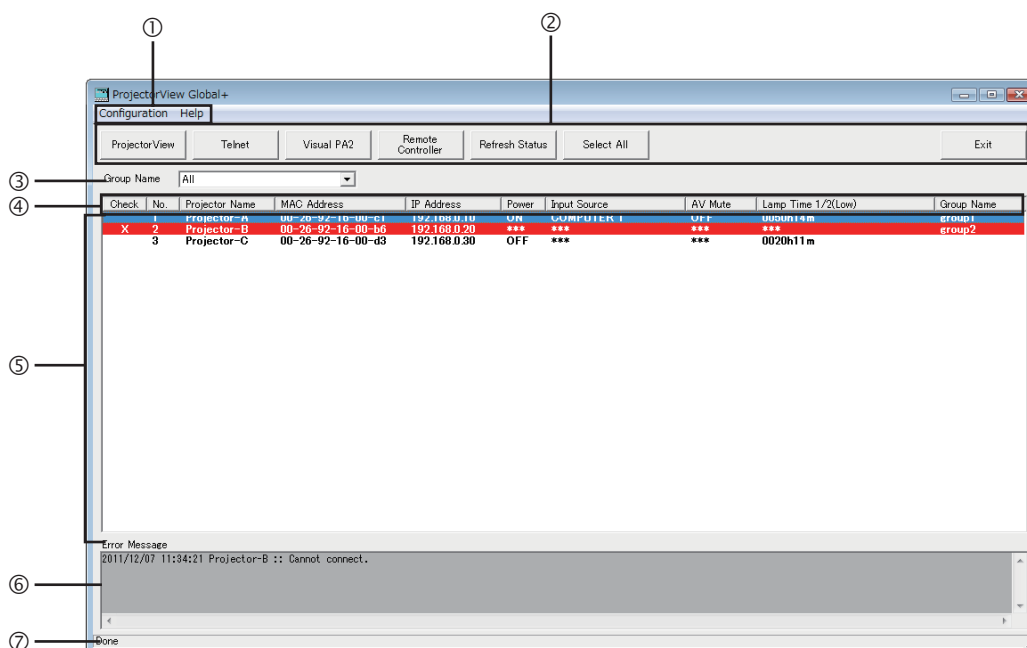 ① ②
ProjectorView Global+
Configuration Help
ProjectorView Telnet Visual PA2 Remote Controller Refresh Status Select All Exit
③ Group Name All
④ Check No. Projector Name MAC Address IP Address Power Input Source AV Mute Lamp Time 1/2(Low) Group Name
1 Projector-A 00-26-92-16-00-c1 192.168.0.10 ON COMPUTER 1 OFF 0050h14m group1
X 2 Projector-B 00-26-92-16-00-b6 192.168.0.20 *** *** *** *** group2
3 Projector-C 00-26-92-16-00-d3 192.168.0.30 OFF *** *** 0020h11m
⑤
Error Message
2011/12/07 11:34:21 Projector-B :: Cannot connect.
⑥
⑦ Done